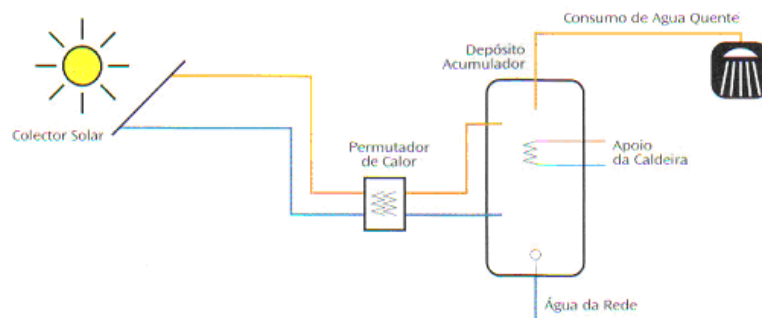 Consumo de Agua Quente
Depósito
Acumulador
Colector Solar
Permutador
de Calor
Apoio
da Caldeira
Água da Rede